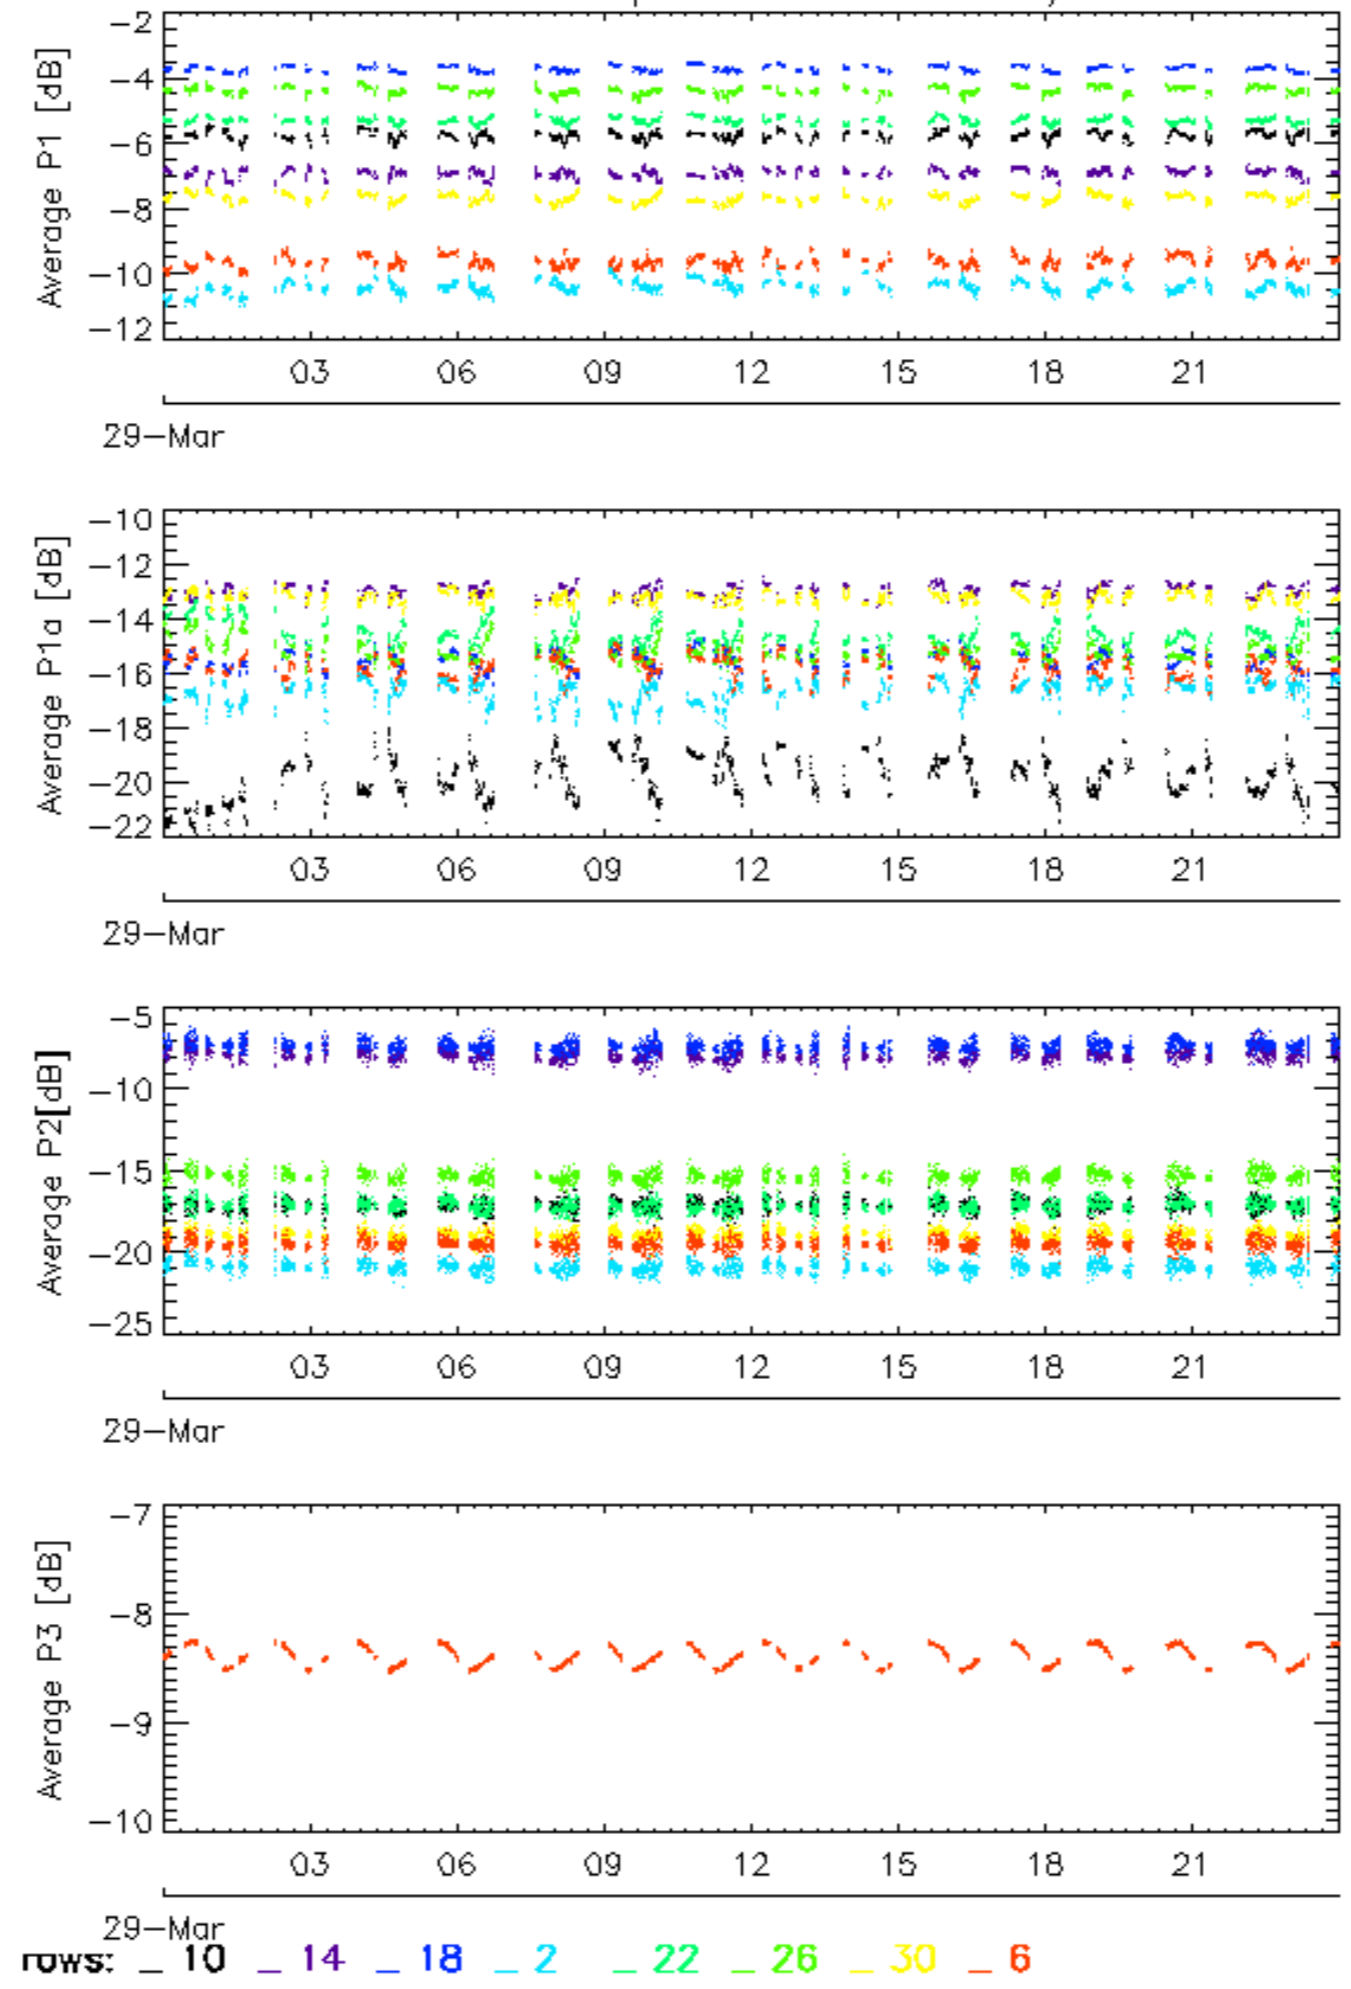 Average P1 [dB]
−2
−4
−6
−8
−10
−12
03 06 09 12 15 18 21
29−Mar
Average P1a [dB]
−10
−12
−14
−16
−18
−20
−22
03 06 09 12 15 18 21
29−Mar
Average P2[dB]
−5
−10
−15
−20
−25
03 06 09 12 15 18 21
29−Mar
Average P3 [dB]
−7
−8
−9
−10
03 06 09 12 15 18 21
29−Mar
rows: _ 10 _ 14 _ 18 _ 2 _ 22 _ 26 _ 30 _ 6